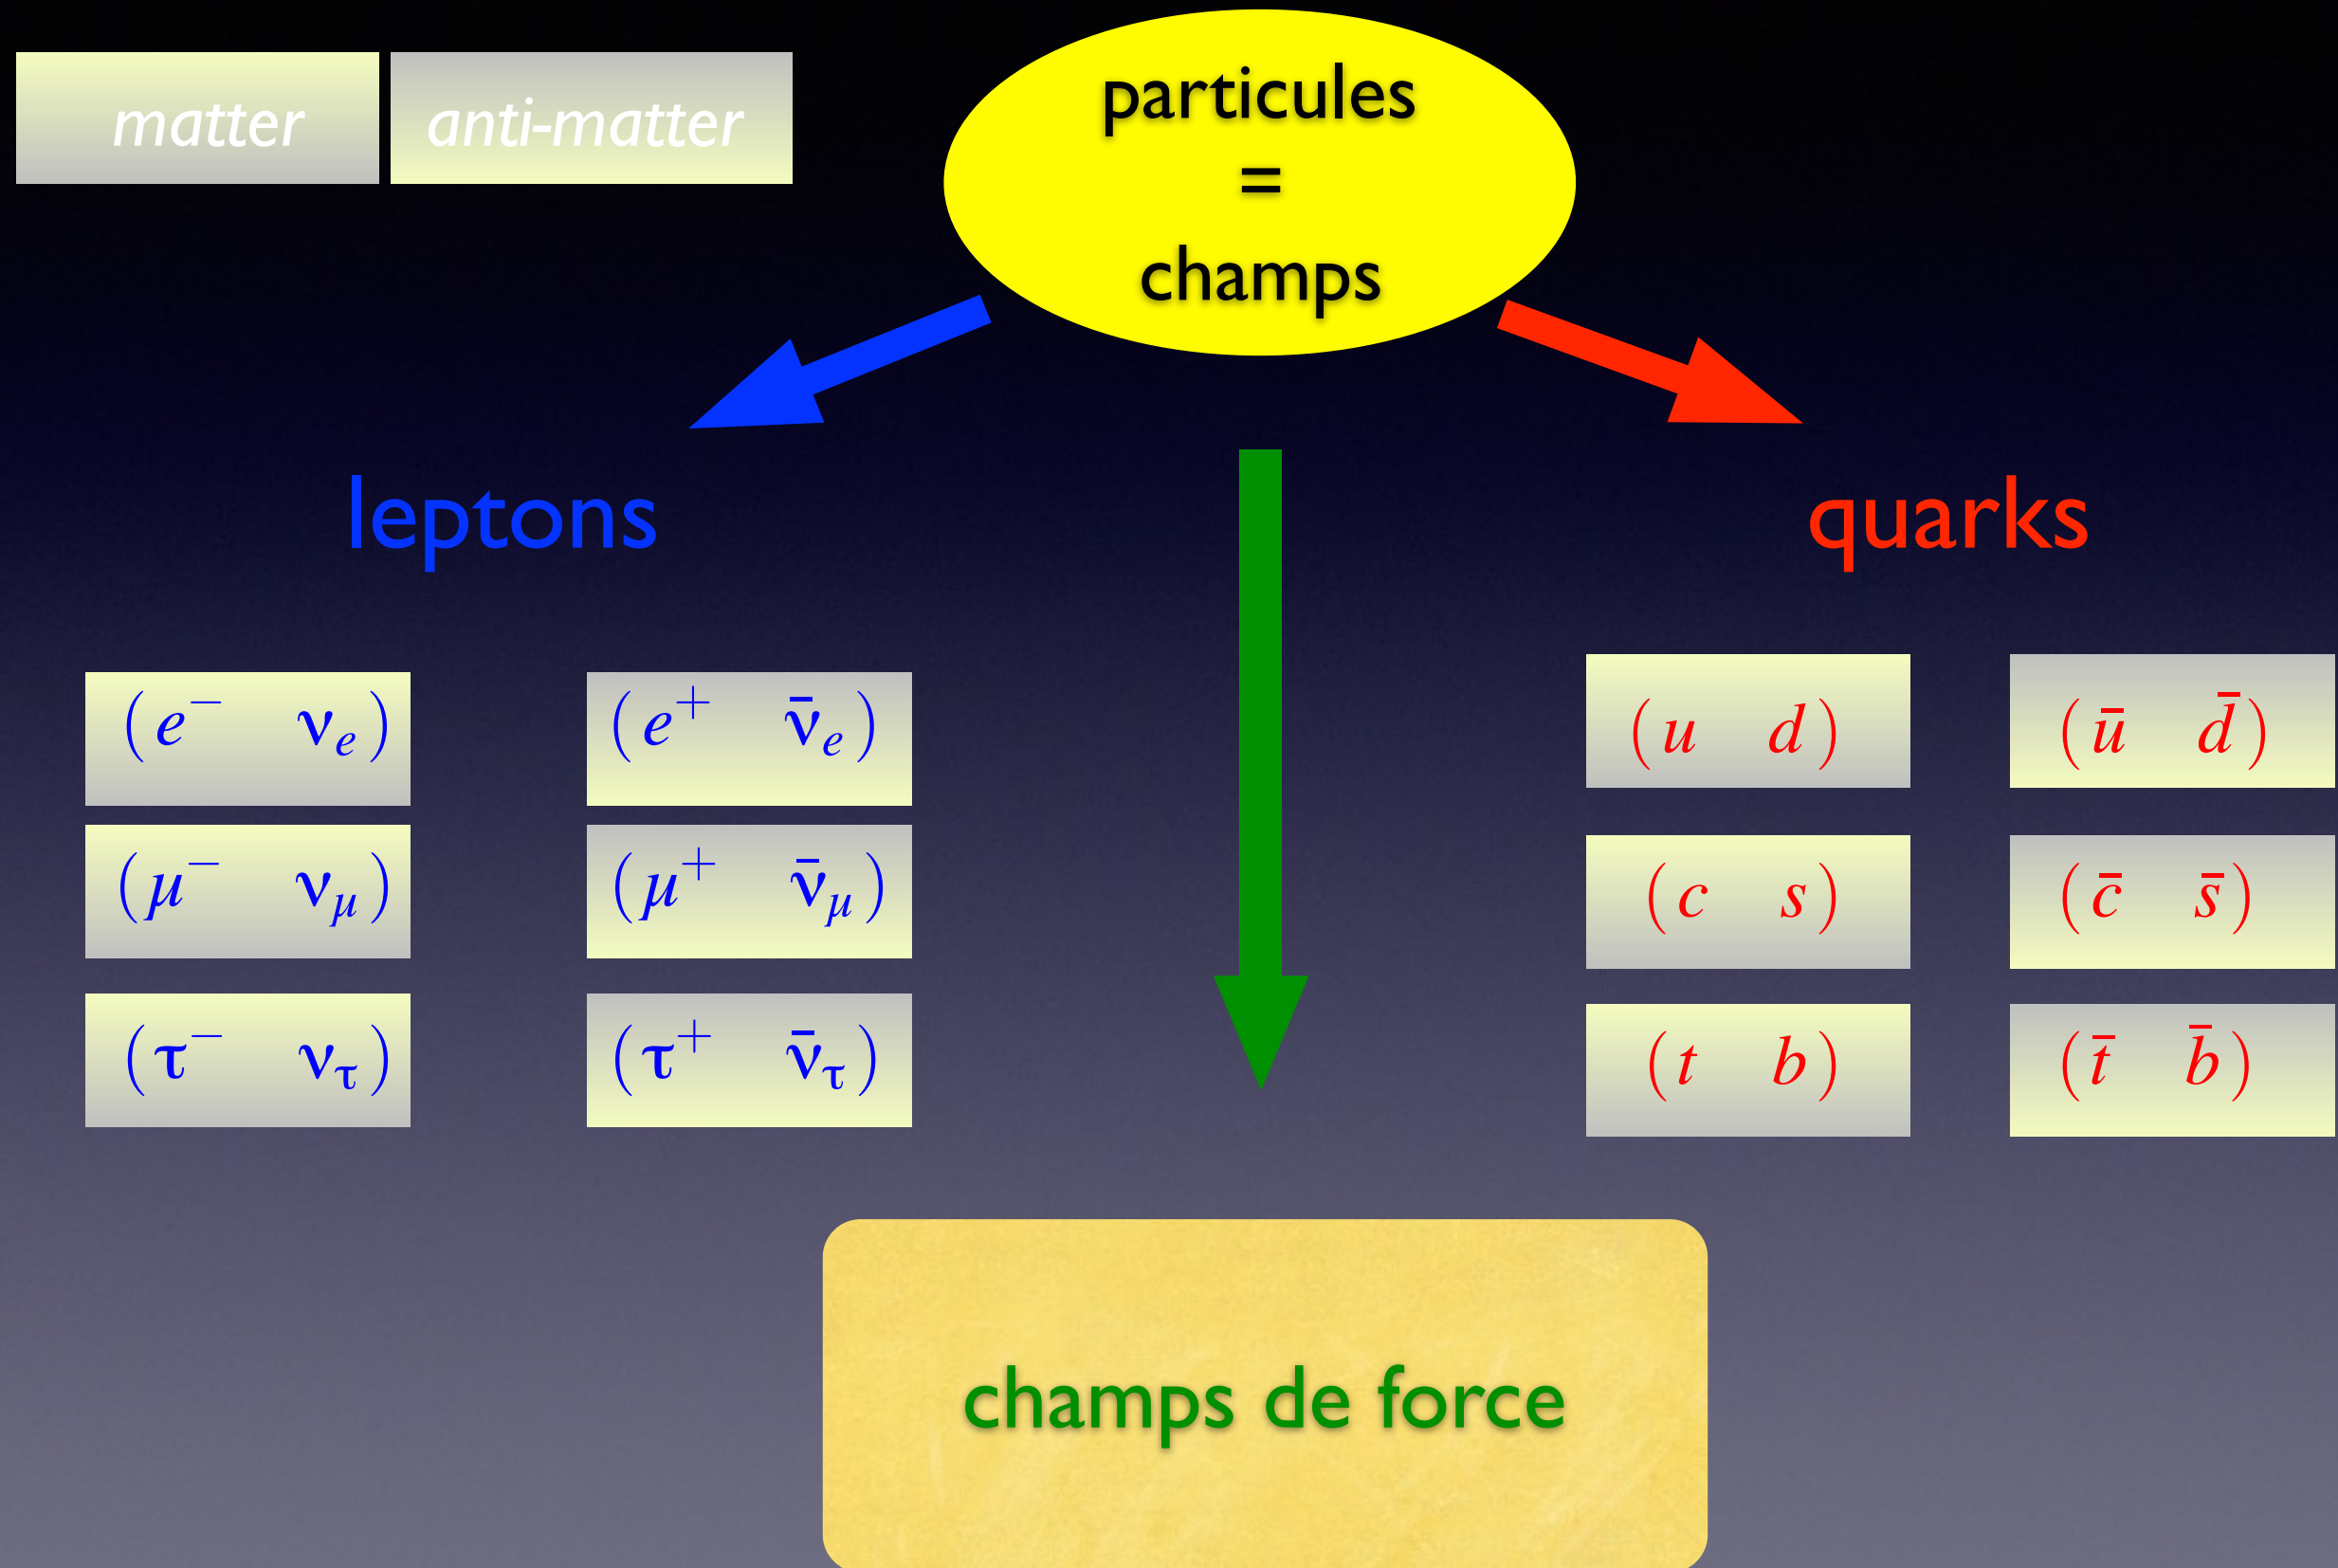 matter
anti-matter
particules
=
champs
leptons
quarks
(e⁻ νₑ)
(e⁺ ν̄ₑ)
(u d)
(ū d̄)
(μ⁻ ν_μ)
(μ⁺ ν̄_μ)
(c s)
(c̄ s̄)
(τ⁻ ν_τ)
(τ⁺ ν̄_τ)
(t b)
(t̄ b̄)
champs de force